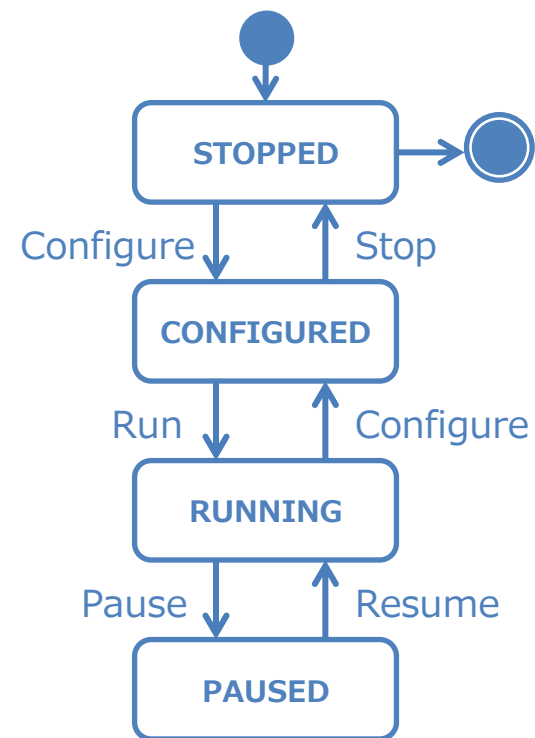 STOPPED
Configure
Stop
CONFIGURED
Run
Configure
RUNNING
Pause
Resume
PAUSED